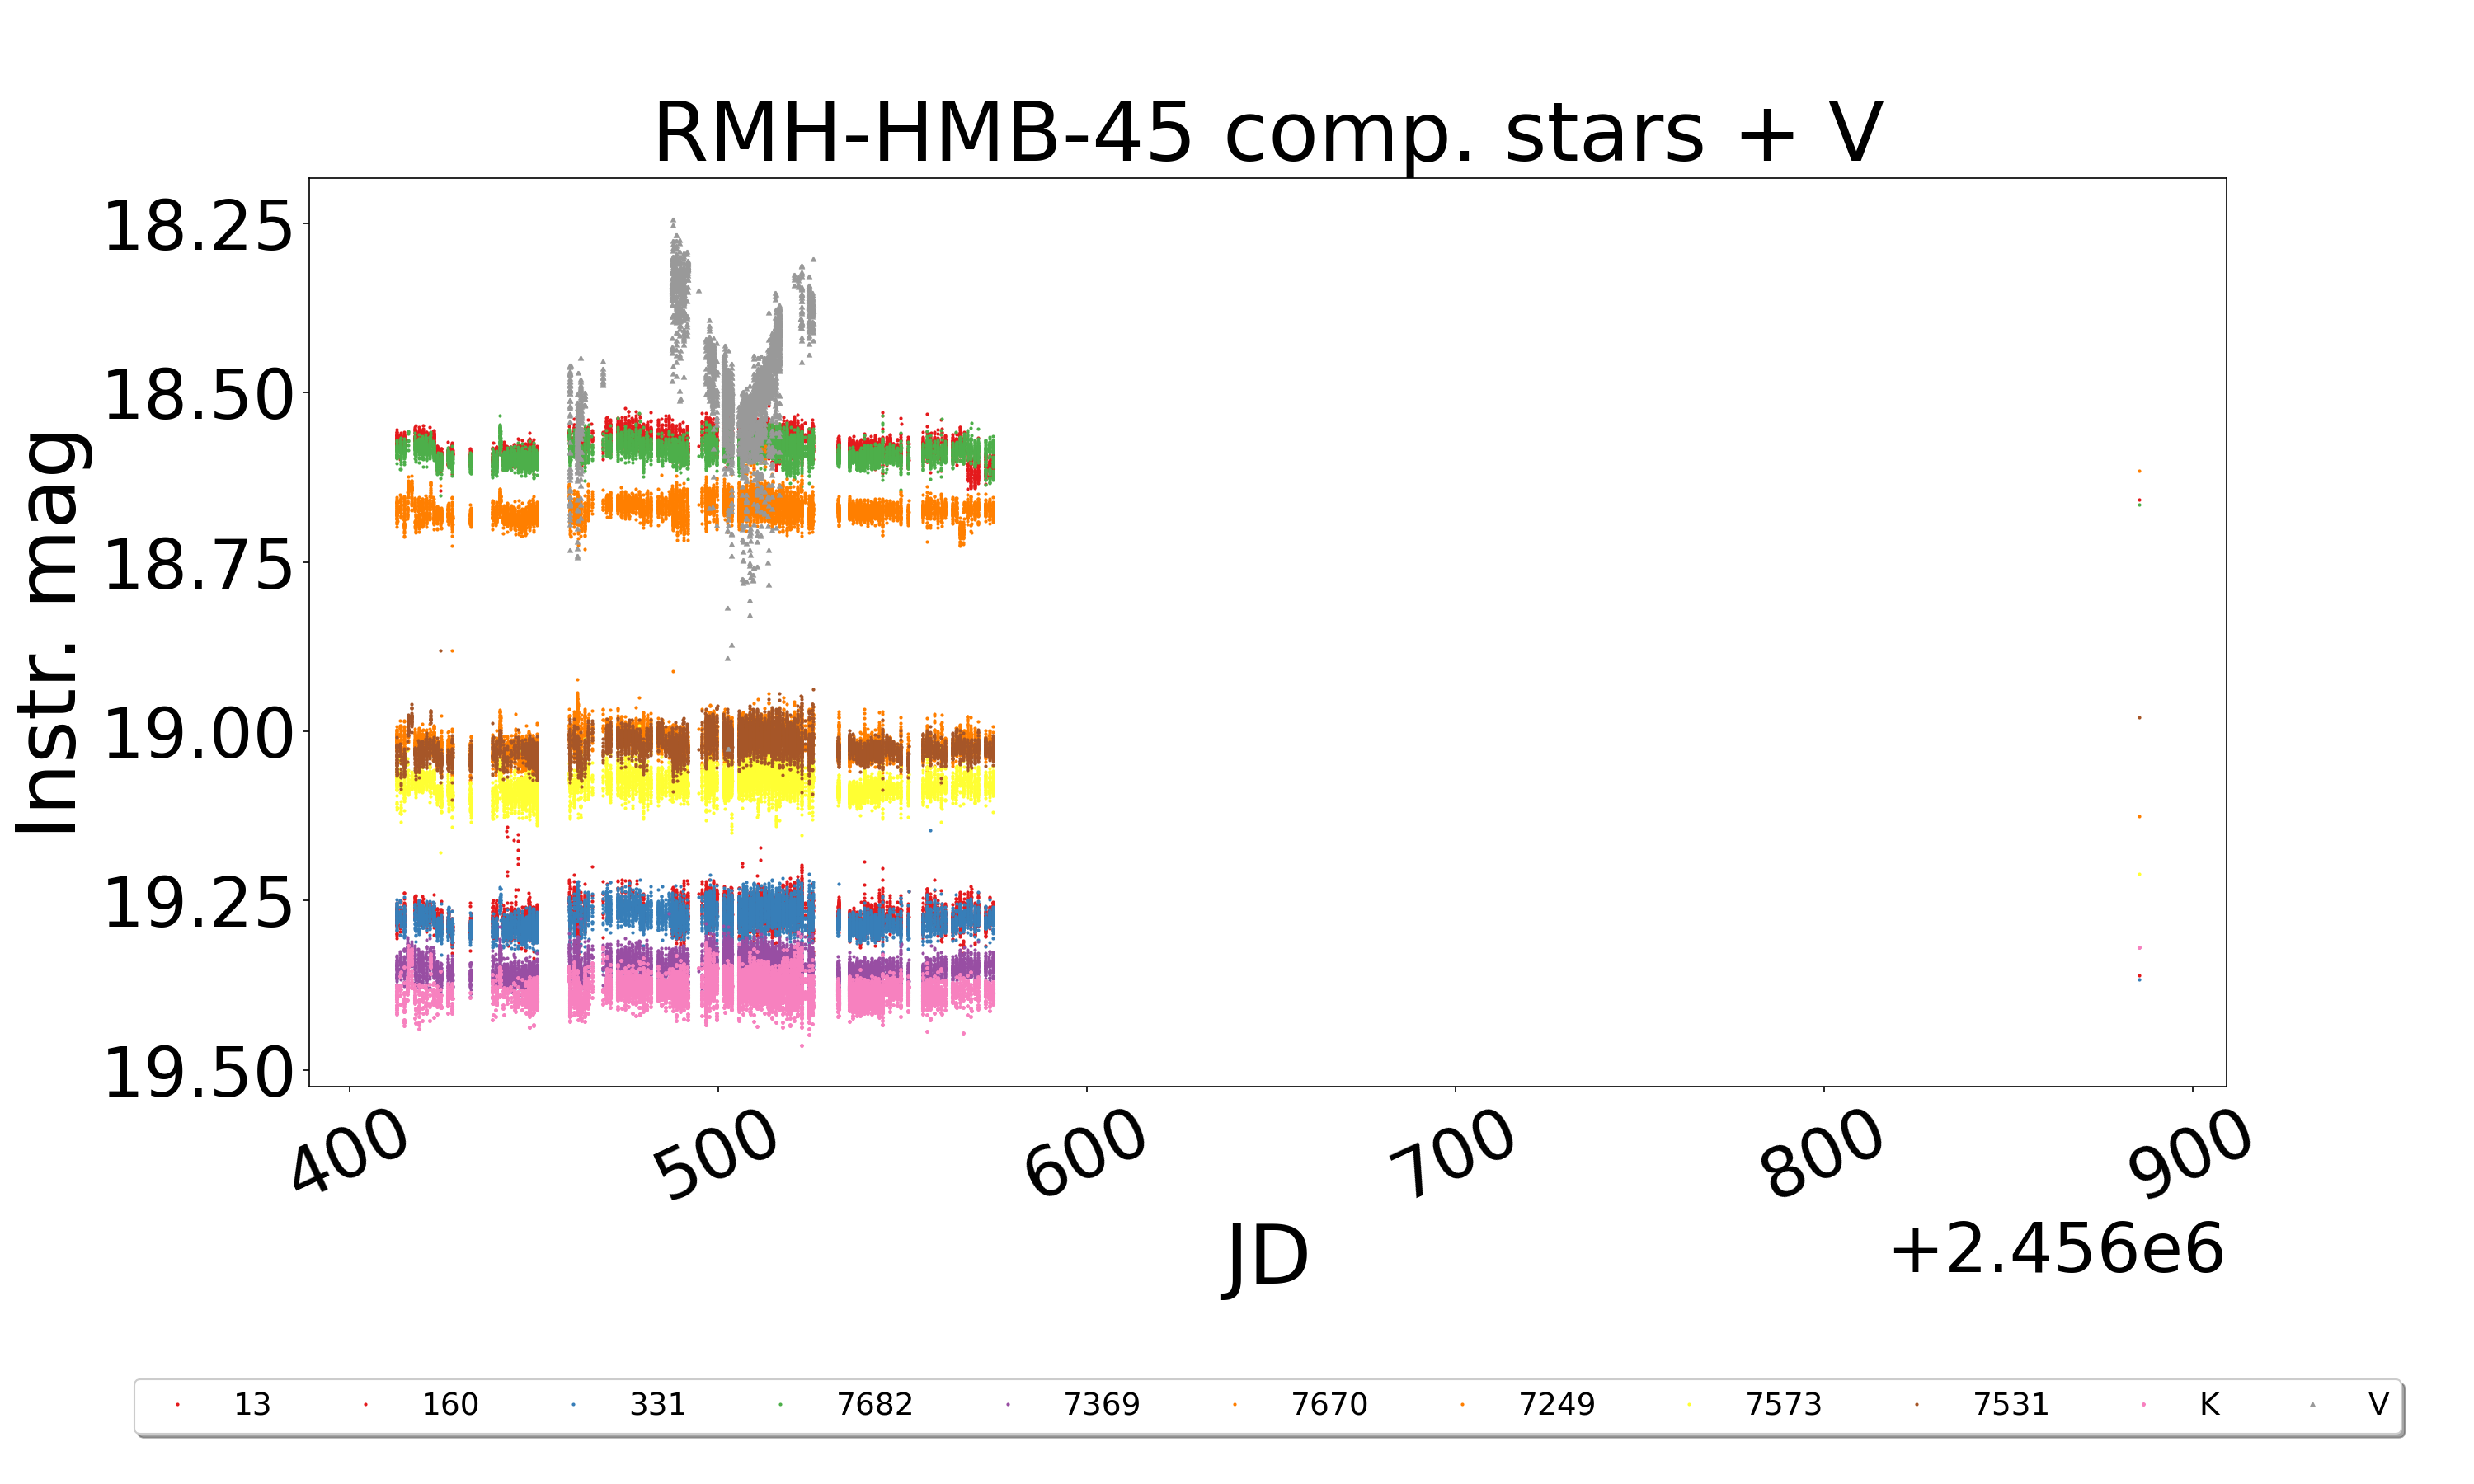 RMH-HMB-45 comp. stars + V
Instr. mag
18.25
18.50
18.75
19.00
19.25
19.50
400 500 600 700 800 900
JD
+2.456e6
13 160 331 7682 7369 7670 7249 7573 7531 K V